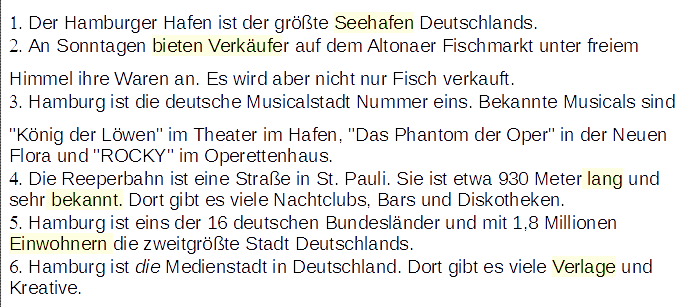 1. Der Hamburger Hafen ist der größte Seehafen Deutschlands.
2. An Sonntagen bieten Verkäufer auf dem Altonaer Fischmarkt unter freiem
Himmel ihre Waren an. Es wird aber nicht nur Fisch verkauft.
3. Hamburg ist die deutsche Musicalstadt Nummer eins. Bekannte Musicals sind
"König der Löwen" im Theater im Hafen, "Das Phantom der Oper" in der Neuen
Flora und "ROCKY" im Operettenhaus.
4. Die Reeperbahn ist eine Straße in St. Pauli. Sie ist etwa 930 Meter lang und
sehr bekannt. Dort gibt es viele Nachtclubs, Bars und Diskotheken.
5. Hamburg ist eins der 16 deutschen Bundesländer und mit 1,8 Millionen
Einwohnern die zweitgrößte Stadt Deutschlands.
6. Hamburg ist die Medienstadt in Deutschland. Dort gibt es viele Verlage und
Kreative.